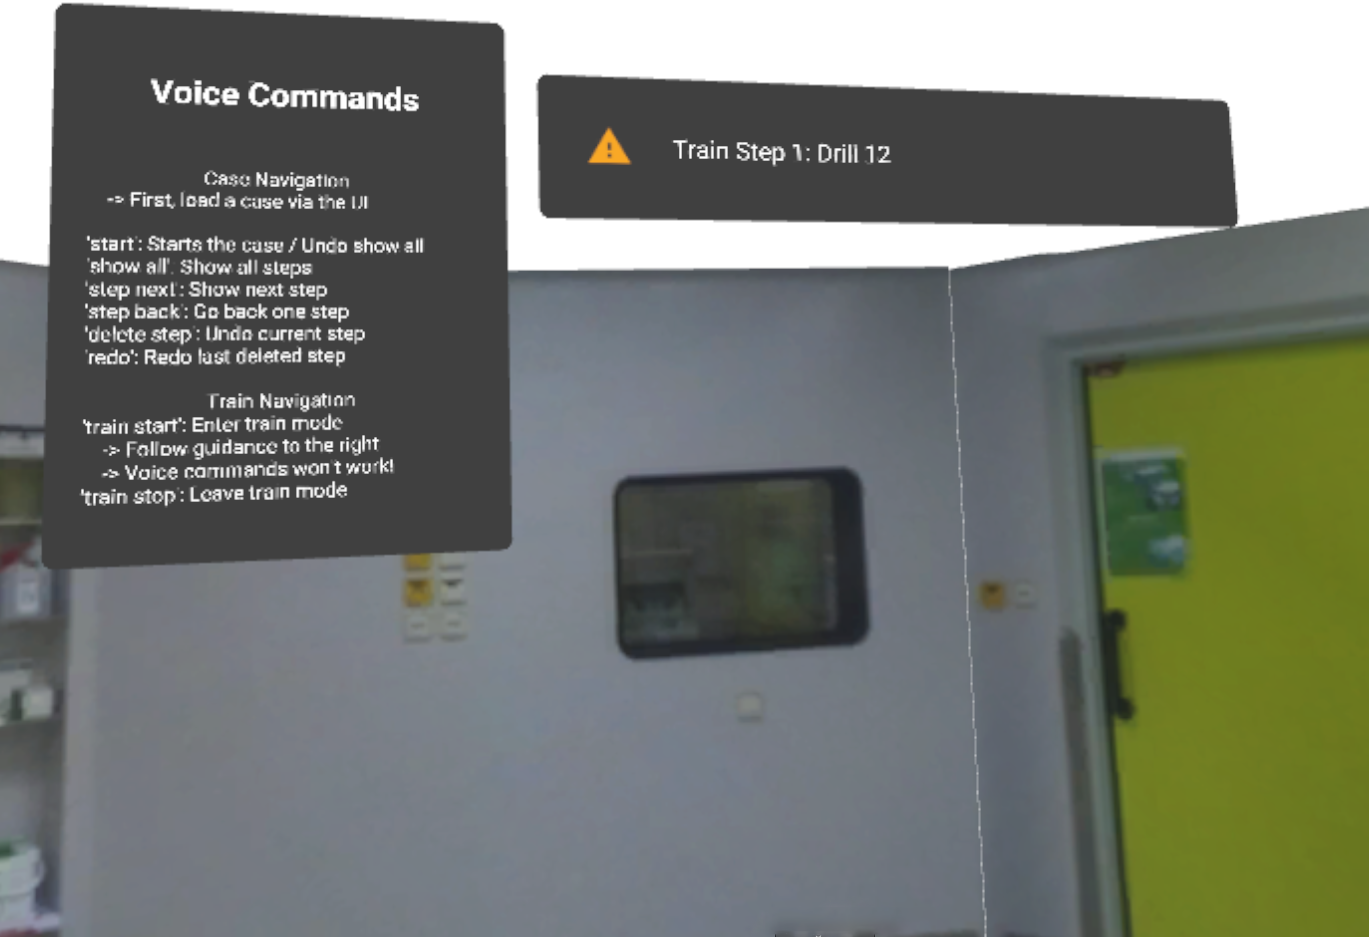 Voice Commands
Case Navigation
-> First, load a case via the UI
'start': Starts the case / Undo show all
'show all': Show all steps
'step next': Show next step
'step back': Go back one step
'delete step': Undo current step
'redo': Redo last deleted step
Train Navigation
'train start': Enter train mode
-> Follow guidance to the right
-> Voice commands won't work!
'train stop': Leave train mode
Train Step 1: Drill 12